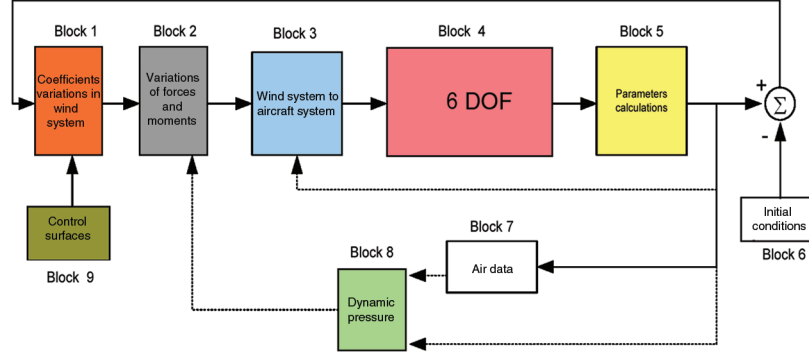 Block 1
Block 2
Block 3
Block 4
Block 5
Coefficients
variations in
wind
system
Variations
of forces
and
moments
Wind system to
aircraft system
6 DOF
Parameters
calculations
+
Σ
-
Control
surfaces
Block 9
Block 8
Dynamic
pressure
Block 7
Air data
Initial
conditions
Block 6